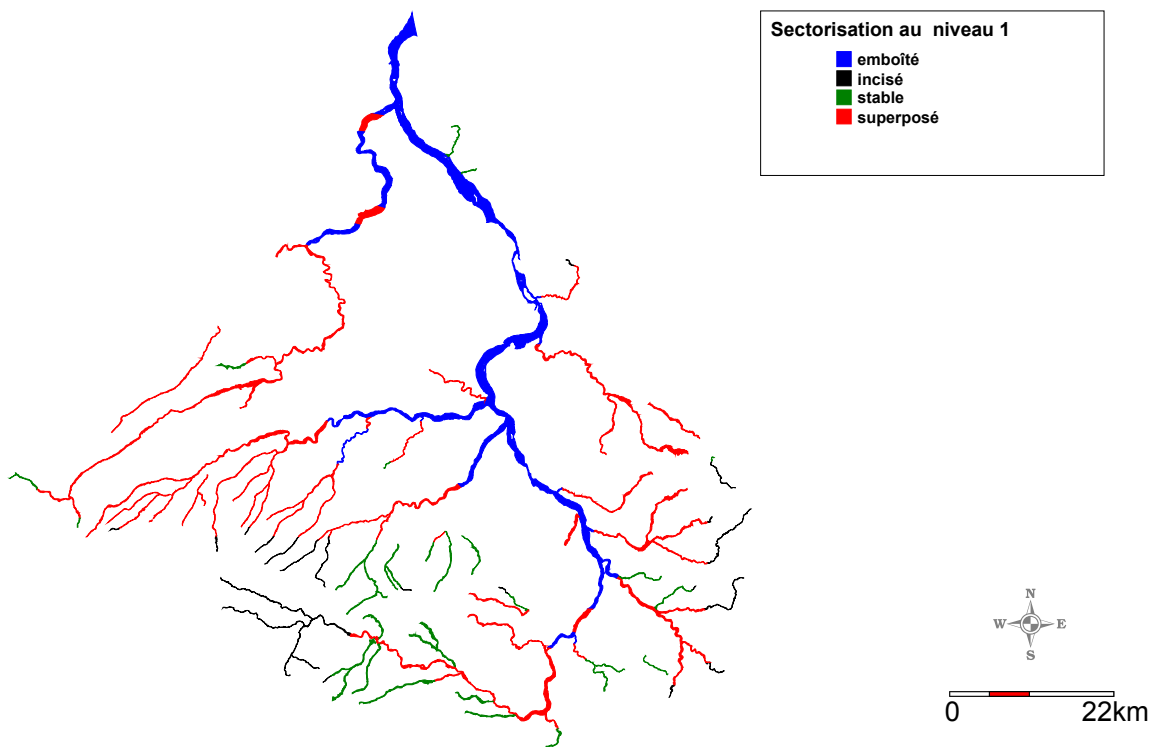 Sectorisation au niveau 1
emboîté
incisé
stable
superposé
N
W E
S
0 22km